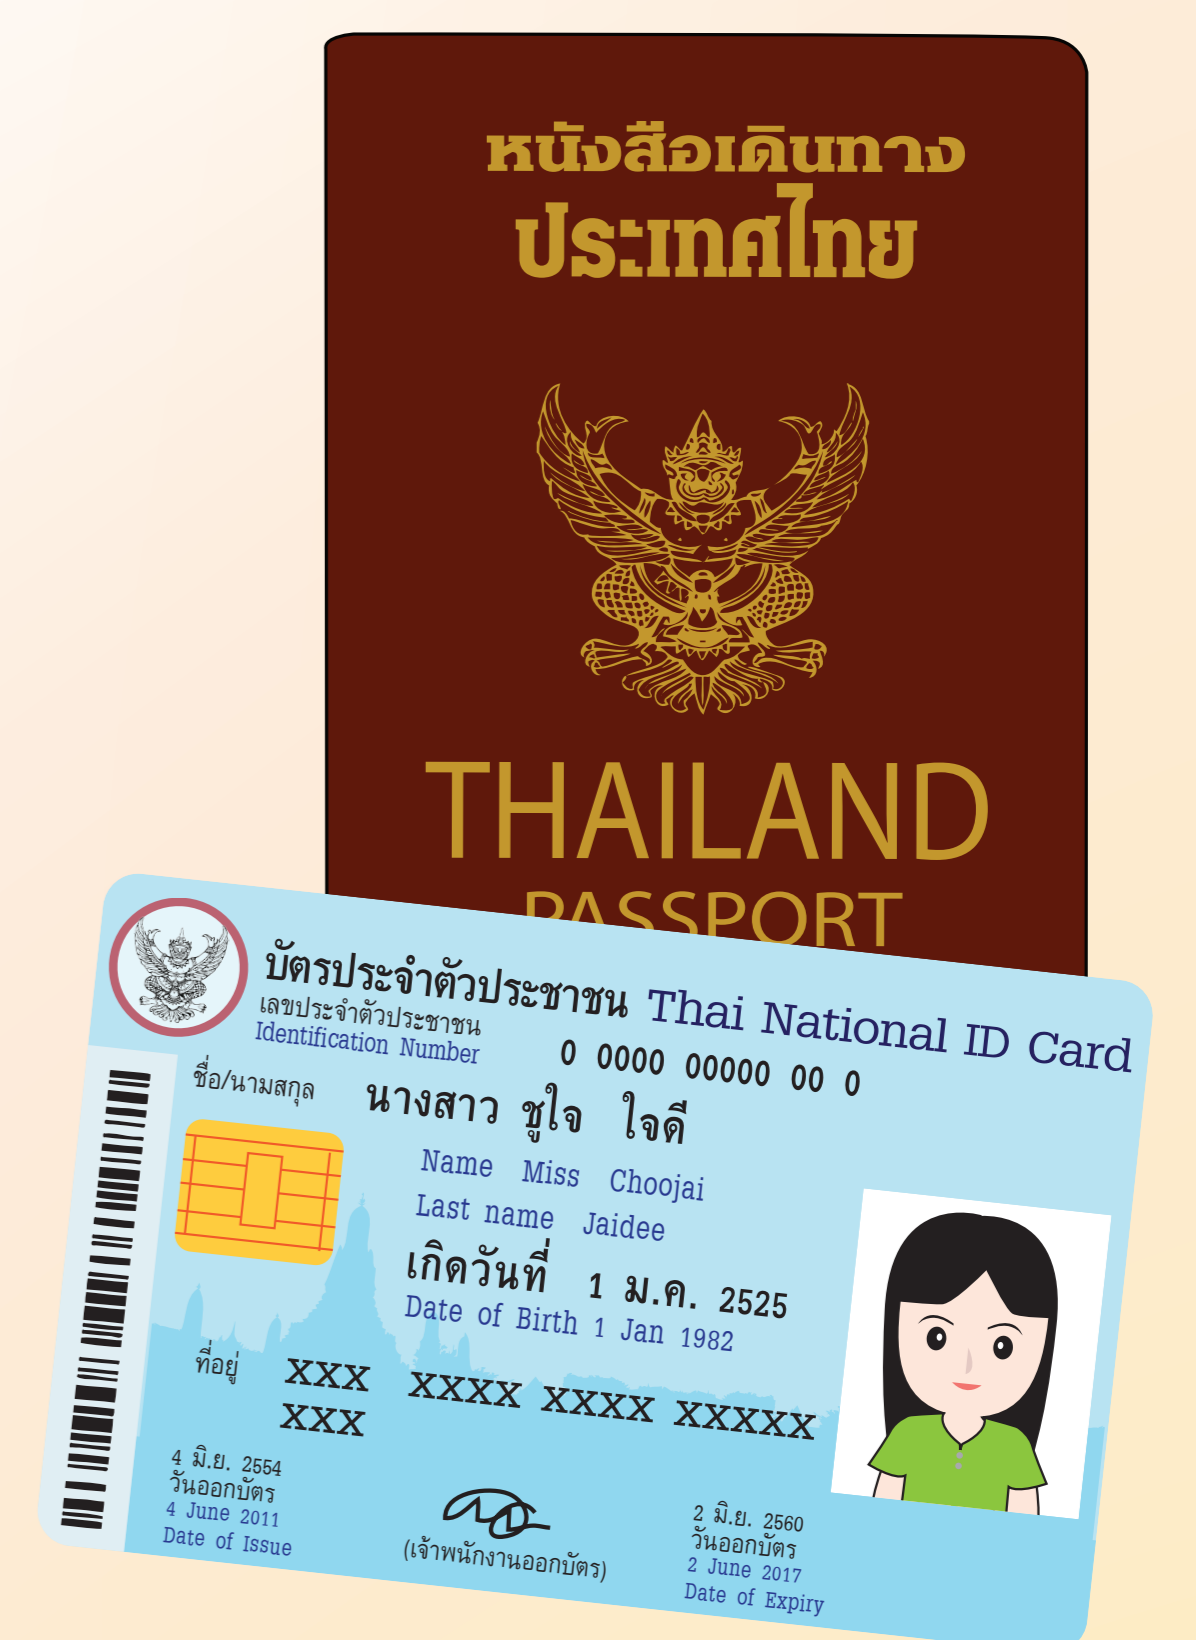 หนังสือเดินทาง
ประเทศไทย
THAILAND
PASSPORT
บัตรประจำตัวประชาชน Thai National ID Card
เลขประจำตัวประชาชน
Identification Number 0 0000 00000 00 0
ชื่อ/นามสกุล นางสาว ชูใจ ใจดี
Name Miss Choojai
Last name Jaidee
เกิดวันที่ 1 ม.ค. 2525
Date of Birth 1 Jan 1982
ที่อยู่ xxx xxxx xxxx xxxxx
xxx
4 มิ.ย. 2554
วันออกบัตร
4 June 2011
Date of Issue
(เจ้าพนักงานออกบัตร)
2 มิ.ย. 2560
วันออกบัตร
2 June 2017
Date of Expiry